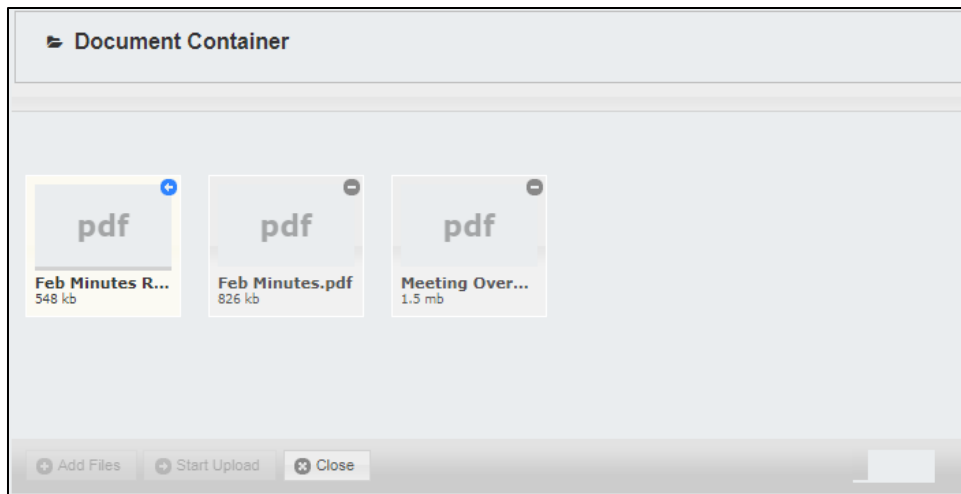 Document Container
pdf
Feb Minutes R...
548 kb
pdf
Feb Minutes.pdf
826 kb
pdf
Meeting Over...
1.5 mb
Add Files
Start Upload
Close